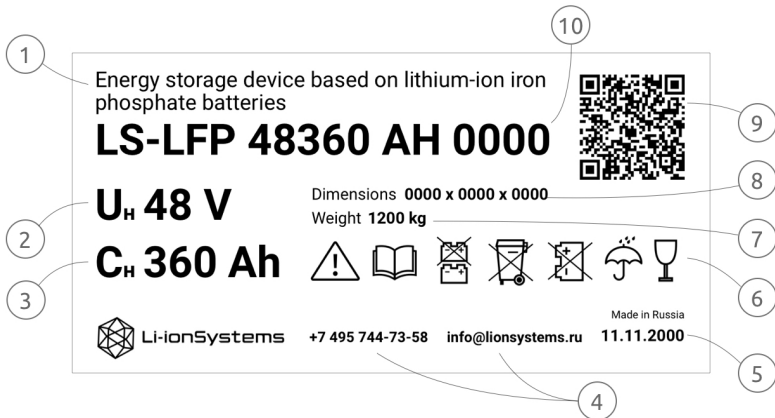 1
10
Energy storage device based on lithium-ion iron
phosphate batteries
LS-LFP 48360 AH 0000
9
Uн 48 V
Dimensions 0000 x 0000 x 0000
8
2
Weight 1200 kg
7
Cн 360 Ah
3
6
Made in Russia
Li-ionSystems
+7 495 744-73-58
info@lionsystems.ru
11.11.2000
5
4